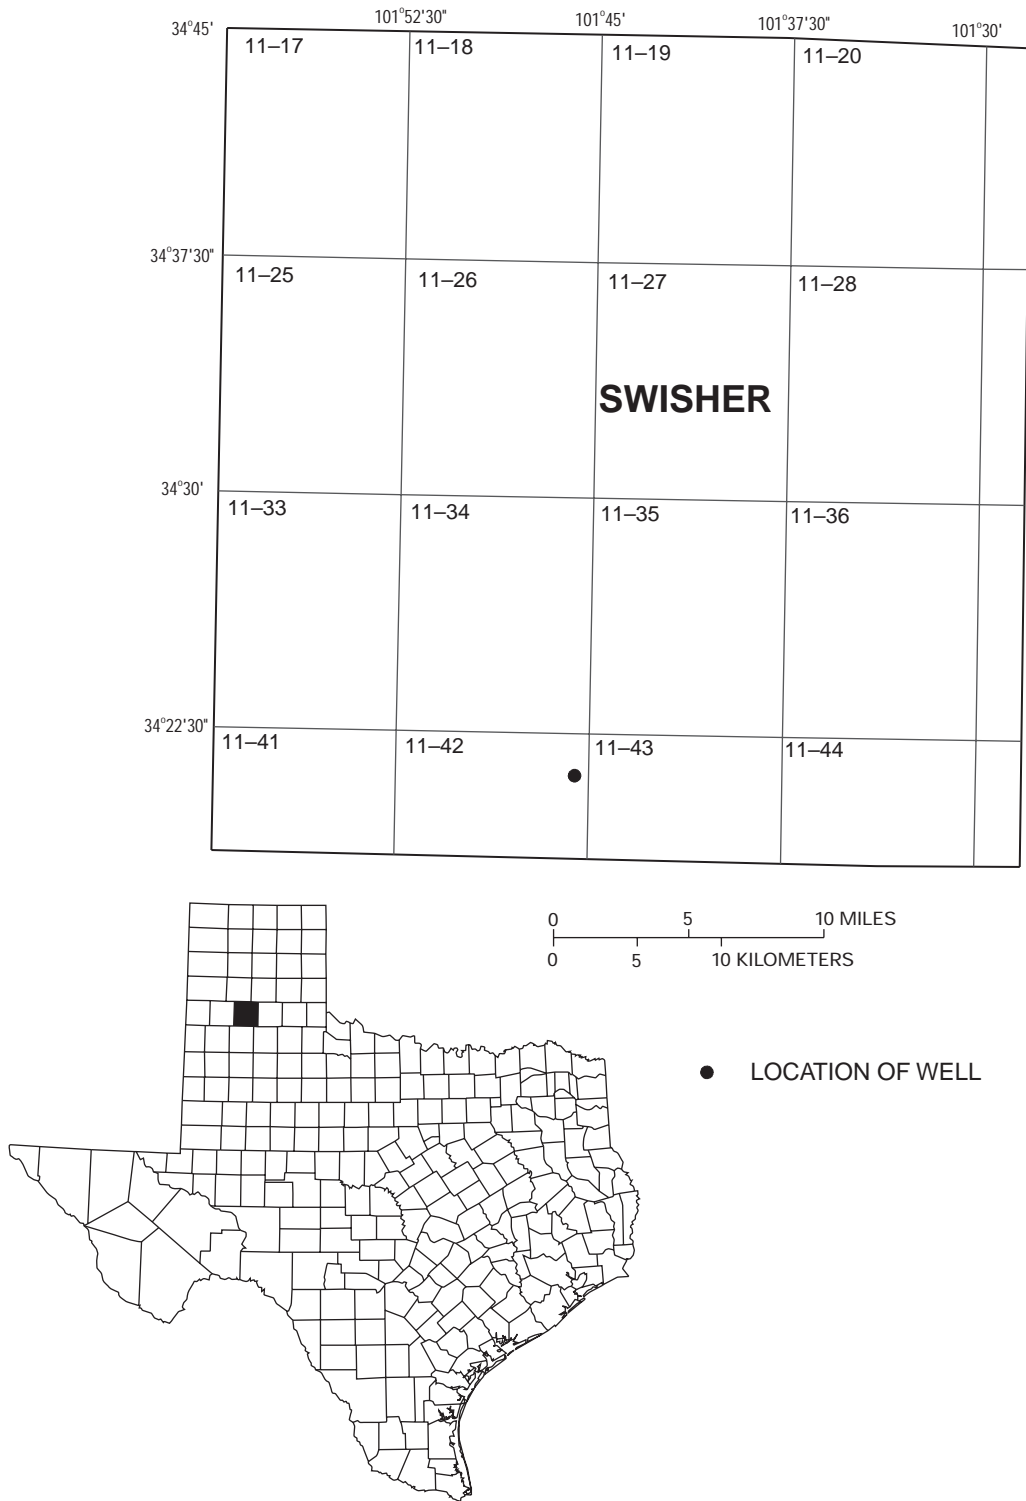 101°52'30" 101°45' 101°37'30" 101°30'
34°45'
11–17 11–18 11–19 11–20
34°37'30"
11–25 11–26 11–27 11–28
SWISHER
34°30'
11–33 11–34 11–35 11–36
34°22'30"
11–41 11–42 11–43 11–44
0 5 10 MILES
0 5 10 KILOMETERS
LOCATION OF WELL